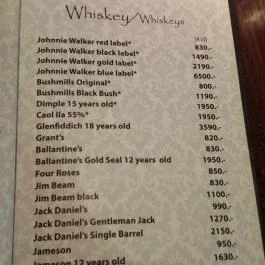 Whiskey/Whiskeys
(4 cl)
Johnnie Walker red label* 830.-
Johnnie Walker black label* 1490.-
Johnnie Walker gold label* 2190.-
Johnnie Walker blue label* 6500.-
Bushmills Original* 800.-
Bushmills Black Bush* 1190.-
Dimple 15 years old* 1950.-
Caol Ila 55%* 1950.-
Glenfiddich 18 years old 3590.-
Grant's 820.-
Ballantine's 830.-
Ballantine's Gold Seal 12 years old 1950.-
Four Roses 850.-
Jim Beam 830.-
Jim Beam black 1100.-
Jack Daniel's 990.-
Jack Daniel's Gentleman Jack 1270.-
Jack Daniel's Single Barrel 2150.-
Jameson 950.-
Jameson 12 years old 1630.-